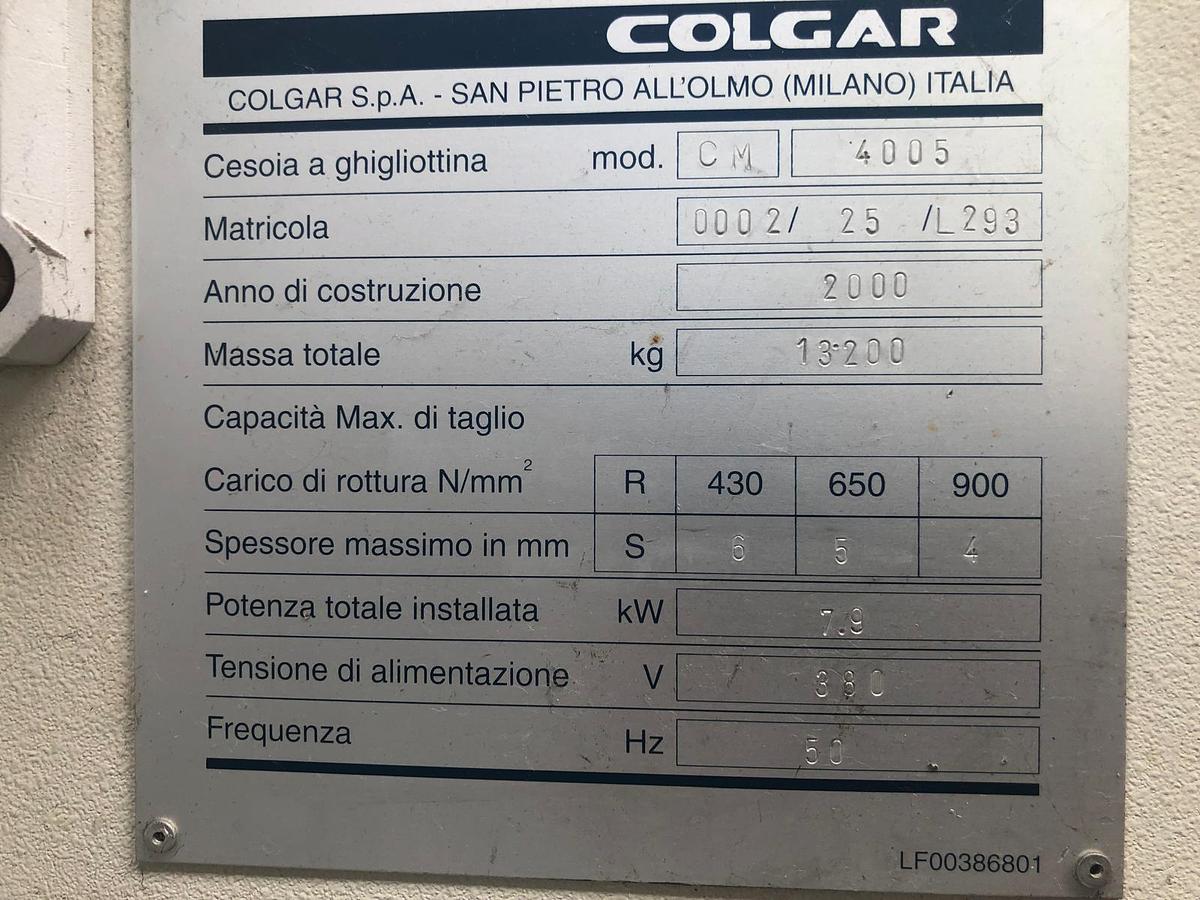 COLGAR
COLGAR S.p.A. - SAN PIETRO ALL'OLMO (MILANO) ITALIA
Cesoia a ghigliottina mod. CM 4005
Matricola 0002/ 25 /L293
Anno di costruzione 2000
Massa totale kg 13·200
Capacità Max. di taglio
Carico di rottura N/mm² R 430 650 900
Spessore massimo in mm S 6 5 4
Potenza totale installata kW 7.9
Tensione di alimentazione V 380
Frequenza Hz 50
LF00386801